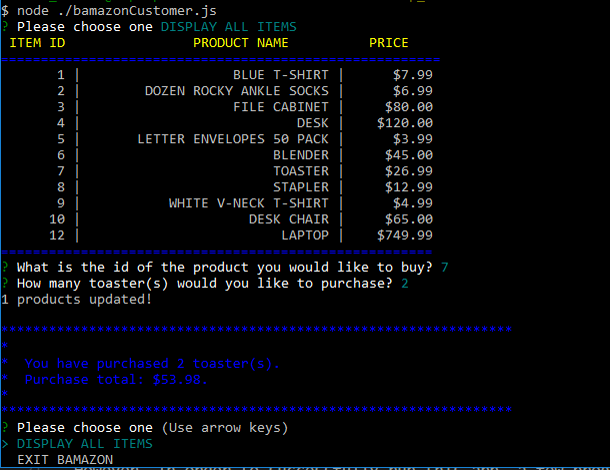 $ node ./bamazonCustomer.js
? Please choose one DISPLAY ALL ITEMS
ITEM ID PRODUCT NAME PRICE
--------------------------------------------------------
1 | BLUE T-SHIRT | $7.99
2 | DOZEN ROCKY ANKLE SOCKS | $6.99
3 | FILE CABINET | $80.00
4 | DESK | $120.00
5 | LETTER ENVELOPES 50 PACK | $3.99
6 | BLENDER | $45.00
7 | TOASTER | $26.99
8 | STAPLER | $12.99
9 | WHITE V-NECK T-SHIRT | $4.99
10 | DESK CHAIR | $65.00
12 | LAPTOP | $749.99
--------------------------------------------------------
? What is the id of the product you would like to buy? 7
? How many toaster(s) would you like to purchase? 2
1 products updated!
****************************************************************
*
* You have purchased 2 toaster(s).
* Purchase total: $53.98.
*
****************************************************************
? Please choose one (Use arrow keys)
> DISPLAY ALL ITEMS
EXIT BAMAZON